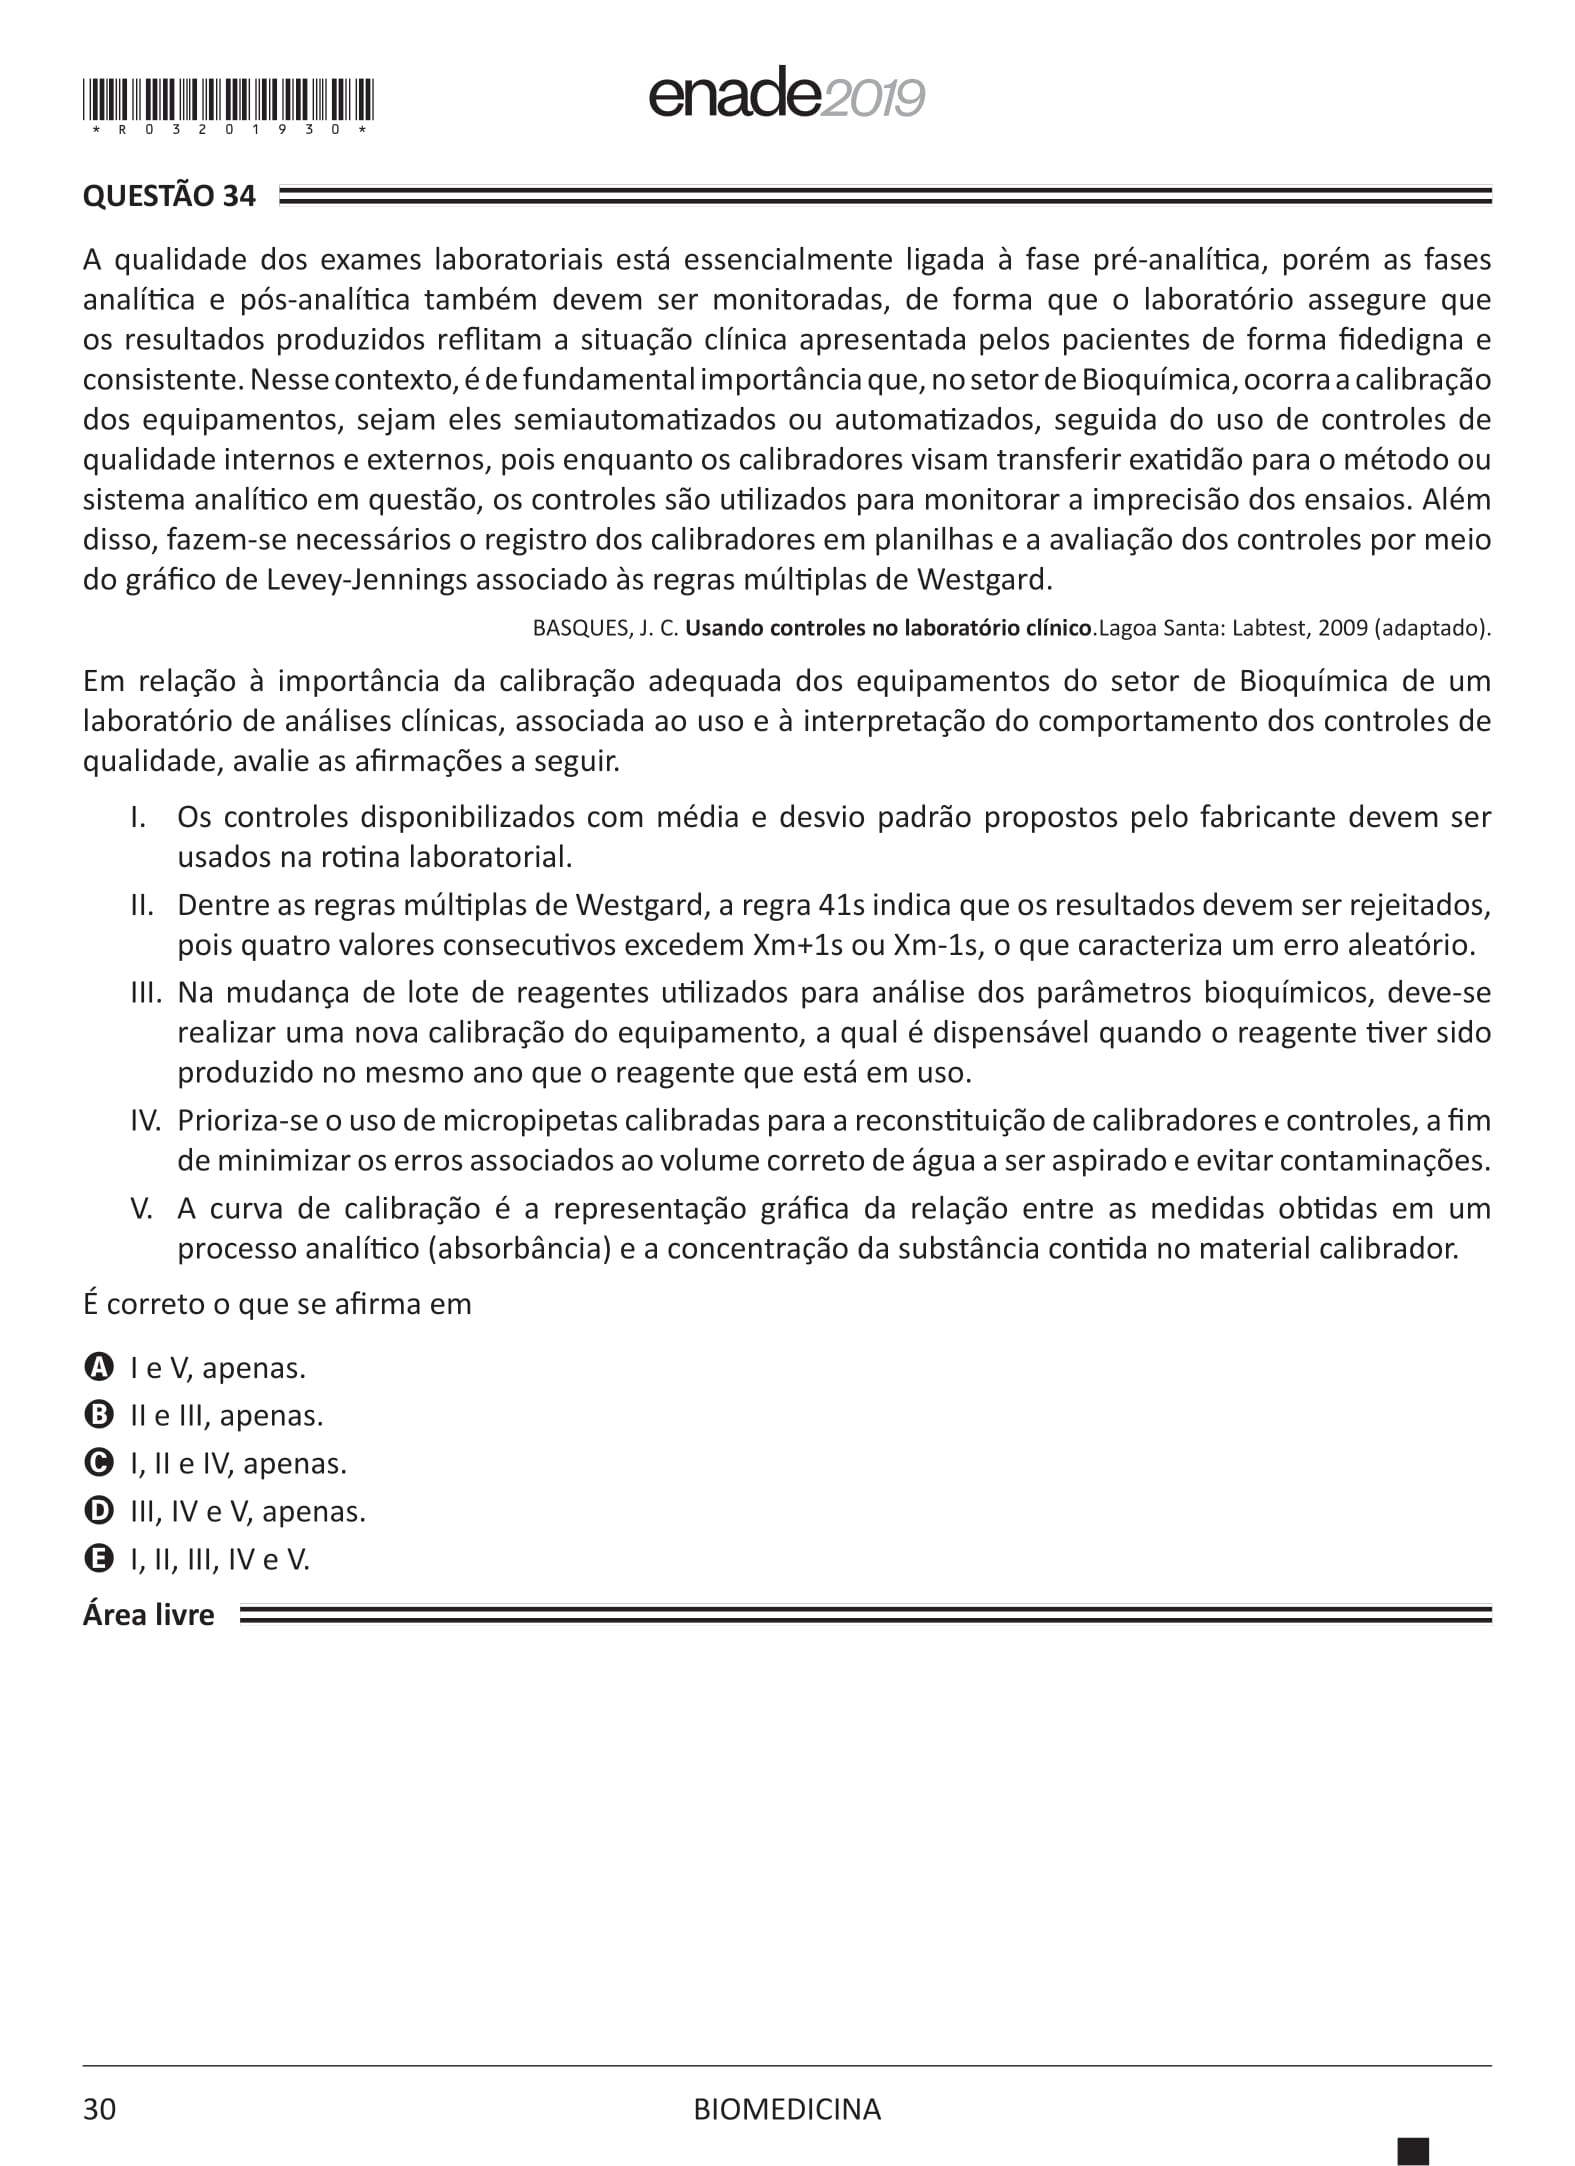 *R03201930*
enade2019
QUESTÃO 34
A qualidade dos exames laboratoriais está essencialmente ligada à fase pré-analítica, porém as fases
analítica e pós-analítica também devem ser monitoradas, de forma que o laboratório assegure que
os resultados produzidos reflitam a situação clínica apresentada pelos pacientes de forma fidedigna e
consistente. Nesse contexto, é de fundamental importância que, no setor de Bioquímica, ocorra a calibração
dos equipamentos, sejam eles semiautomatizados ou automatizados, seguida do uso de controles de
qualidade internos e externos, pois enquanto os calibradores visam transferir exatidão para o método ou
sistema analítico em questão, os controles são utilizados para monitorar a imprecisão dos ensaios. Além
disso, fazem-se necessários o registro dos calibradores em planilhas e a avaliação dos controles por meio
do gráfico de Levey-Jennings associado às regras múltiplas de Westgard.
BASQUES, J. C. Usando controles no laboratório clínico.Lagoa Santa: Labtest, 2009 (adaptado).
Em relação à importância da calibração adequada dos equipamentos do setor de Bioquímica de um
laboratório de análises clínicas, associada ao uso e à interpretação do comportamento dos controles de
qualidade, avalie as afirmações a seguir.
I. Os controles disponibilizados com média e desvio padrão propostos pelo fabricante devem ser
usados na rotina laboratorial.
II. Dentre as regras múltiplas de Westgard, a regra 41s indica que os resultados devem ser rejeitados,
pois quatro valores consecutivos excedem Xm+1s ou Xm-1s, o que caracteriza um erro aleatório.
III. Na mudança de lote de reagentes utilizados para análise dos parâmetros bioquímicos, deve-se
realizar uma nova calibração do equipamento, a qual é dispensável quando o reagente tiver sido
produzido no mesmo ano que o reagente que está em uso.
IV. Prioriza-se o uso de micropipetas calibradas para a reconstituição de calibradores e controles, a fim
de minimizar os erros associados ao volume correto de água a ser aspirado e evitar contaminações.
V. A curva de calibração é a representação gráfica da relação entre as medidas obtidas em um
processo analítico (absorbância) e a concentração da substância contida no material calibrador.
É correto o que se afirma em
A I e V, apenas.
B II e III, apenas.
C I, II e IV, apenas.
D III, IV e V, apenas.
E I, II, III, IV e V.
Área livre
30
BIOMEDICINA